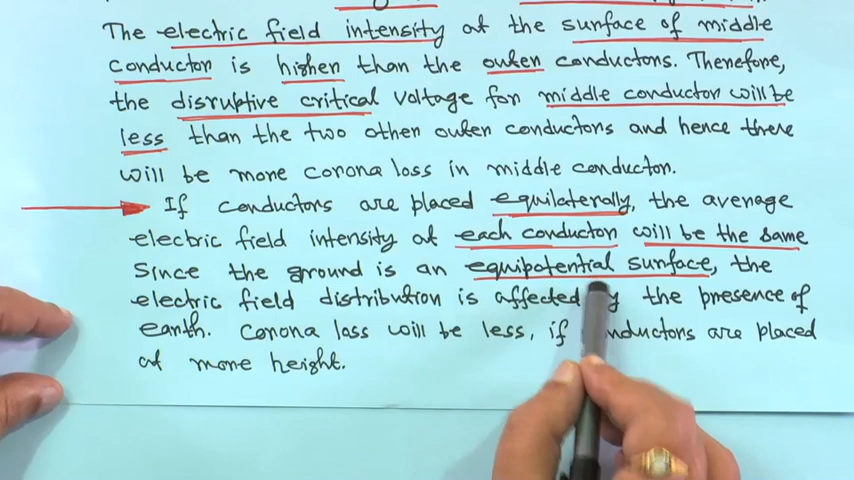 The electric field intensity at the surface of middle
conductor is higher than the outer conductors. Therefore,
the disruptive critical voltage for middle conductor will be
less than the two other outer conductors and hence there
will be more corona loss in middle conductor.
If conductors are placed equilaterally, the average
electric field intensity at each conductor will be the same
Since the ground is an equipotential surface, the
electric field distribution is affected the presence of
earth. Corona loss will be less, if are placed
at more height.